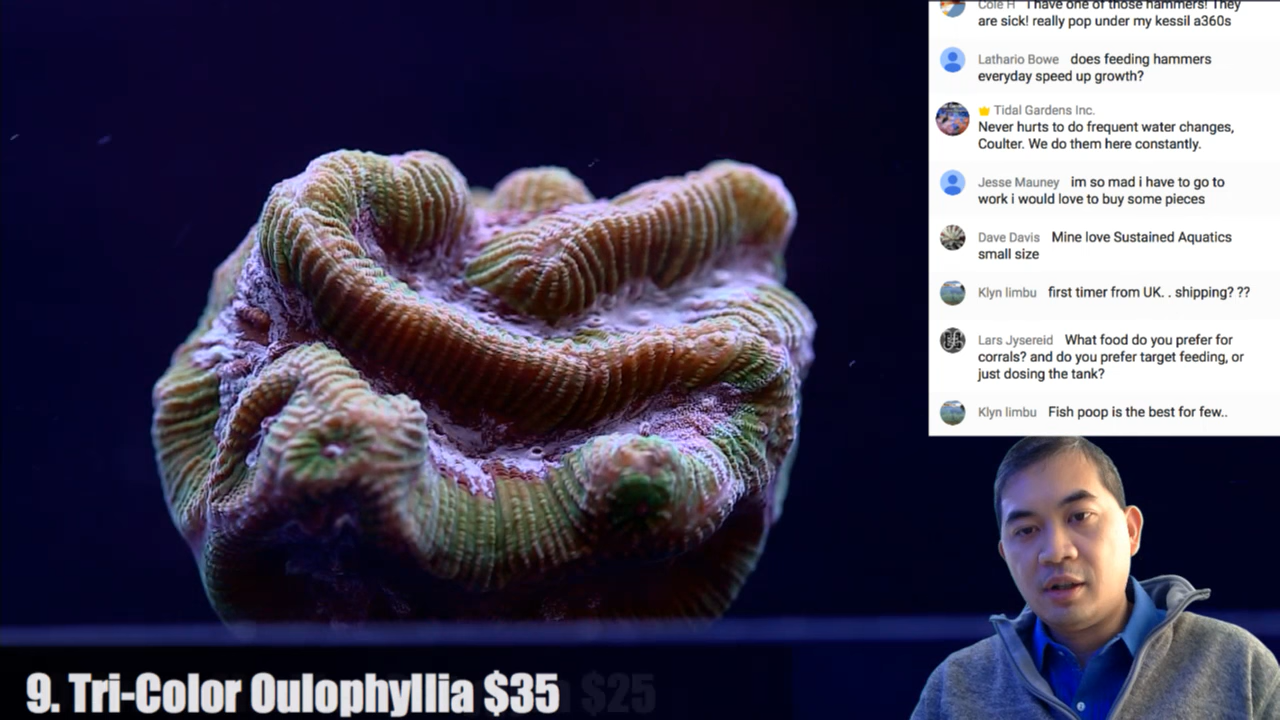 Cole H I have one of those hammers! They
are sick! really pop under my kessil a360s
Lathario Bowe does feeding hammers
everyday speed up growth?
Tidal Gardens Inc.
Never hurts to do frequent water changes,
Coulter. We do them here constantly.
Jesse Mauney im so mad i have to go to
work i would love to buy some pieces
Dave Davis Mine love Sustained Aquatics
small size
Klyn limbu first timer from UK. . shipping? ??
Lars Jysereid What food do you prefer for
corrals? and do you prefer target feeding, or
just dosing the tank?
Klyn limbu Fish poop is the best for few..
9. Tri-Color Oulophyllia $35 $25